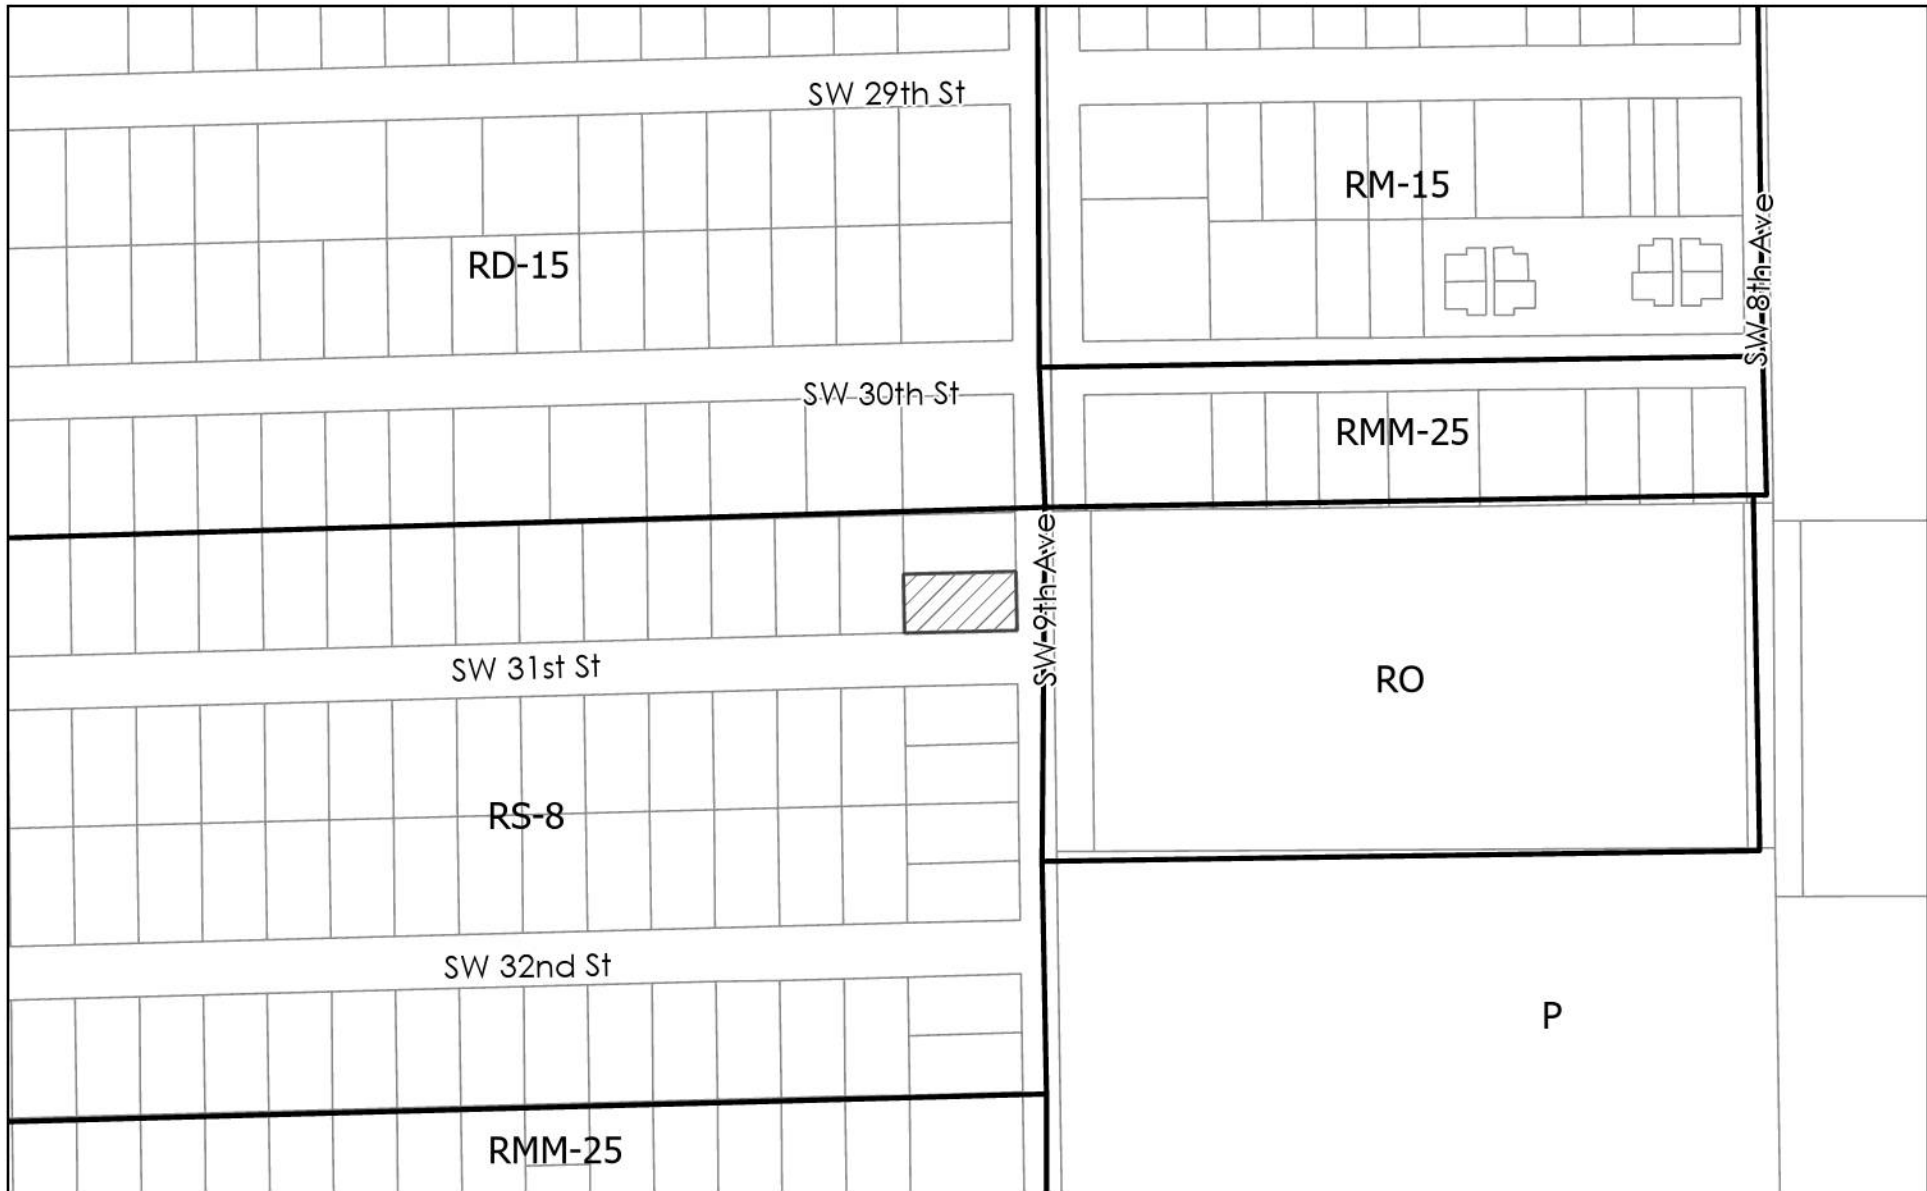 SW 29th St
RM-15
RD-15
SW 8th Ave
SW 30th St
RMM-25
SW 9th Ave
SW 31st St
RO
RS-8
SW 32nd St
P
RMM-25